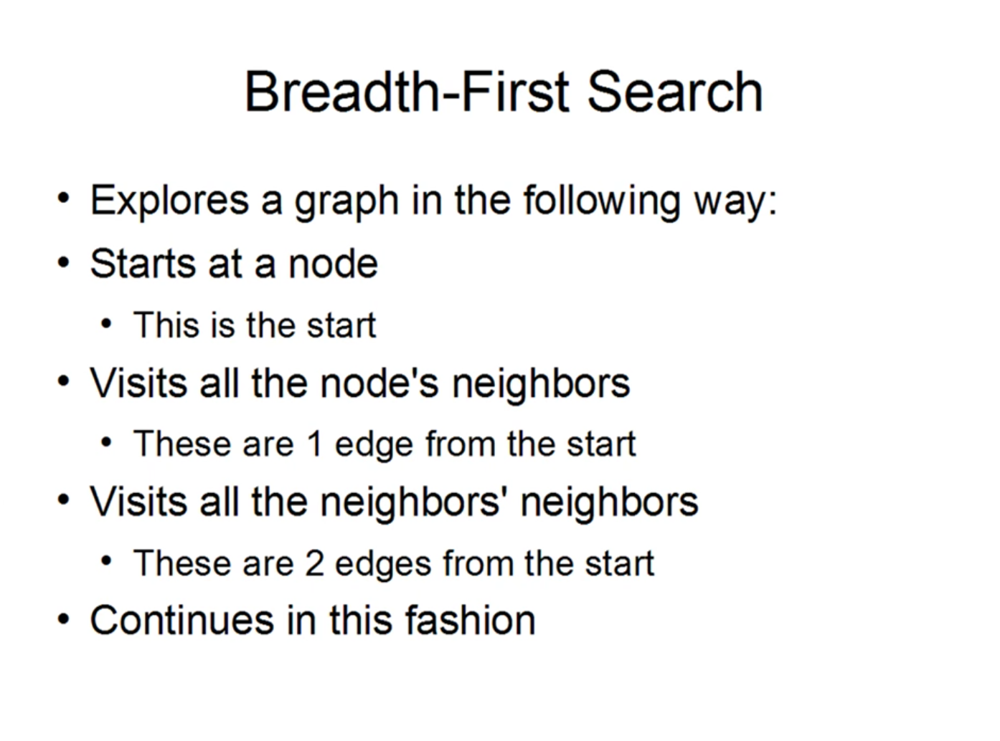 Breadth-First Search
• Explores a graph in the following way:
• Starts at a node
• This is the start
• Visits all the node's neighbors
• These are 1 edge from the start
• Visits all the neighbors' neighbors
• These are 2 edges from the start
• Continues in this fashion